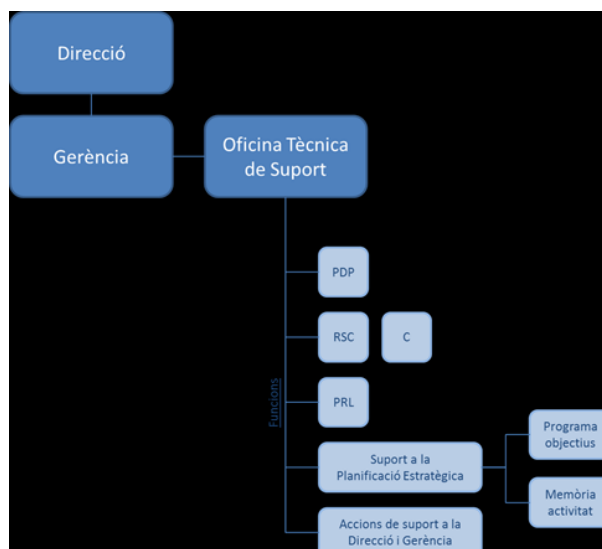 Direcció
Gerència
Oficina Tècnica
de Suport
PDP
RSC
C
Funcions
PRL
Suport a la
Planificació Estratègica
Programa
objectius
Memòria
activitat
Accions de suport a la
Direcció i Gerència